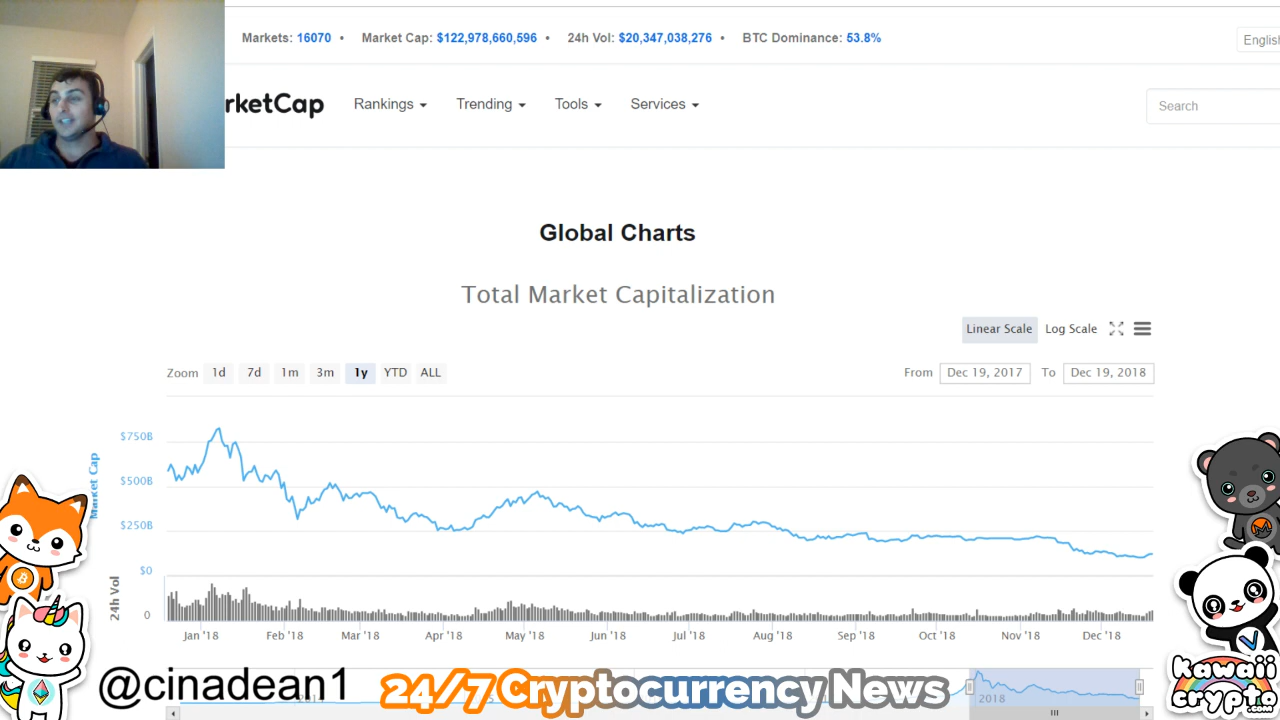 Markets: 16070 • Market Cap: $122,978,660,596 • 24h Vol: $20,347,038,276 • BTC Dominance: 53.8%
English
rketCap Rankings Trending Tools Services
Search
Global Charts
Total Market Capitalization
Linear Scale Log Scale
Zoom 1d 7d 1m 3m 1y YTD ALL
From Dec 19, 2017 To Dec 19, 2018
Market Cap
$750B
$500B
$250B
$0
24h Vol
0
Jan '18 Feb '18 Mar '18 Apr '18 May '18 Jun '18 Jul '18 Aug '18 Sep '18 Oct '18 Nov '18 Dec '18
2018
@cinadean1
24/7 Cryptocurrency News
kawaii
crypto
.com